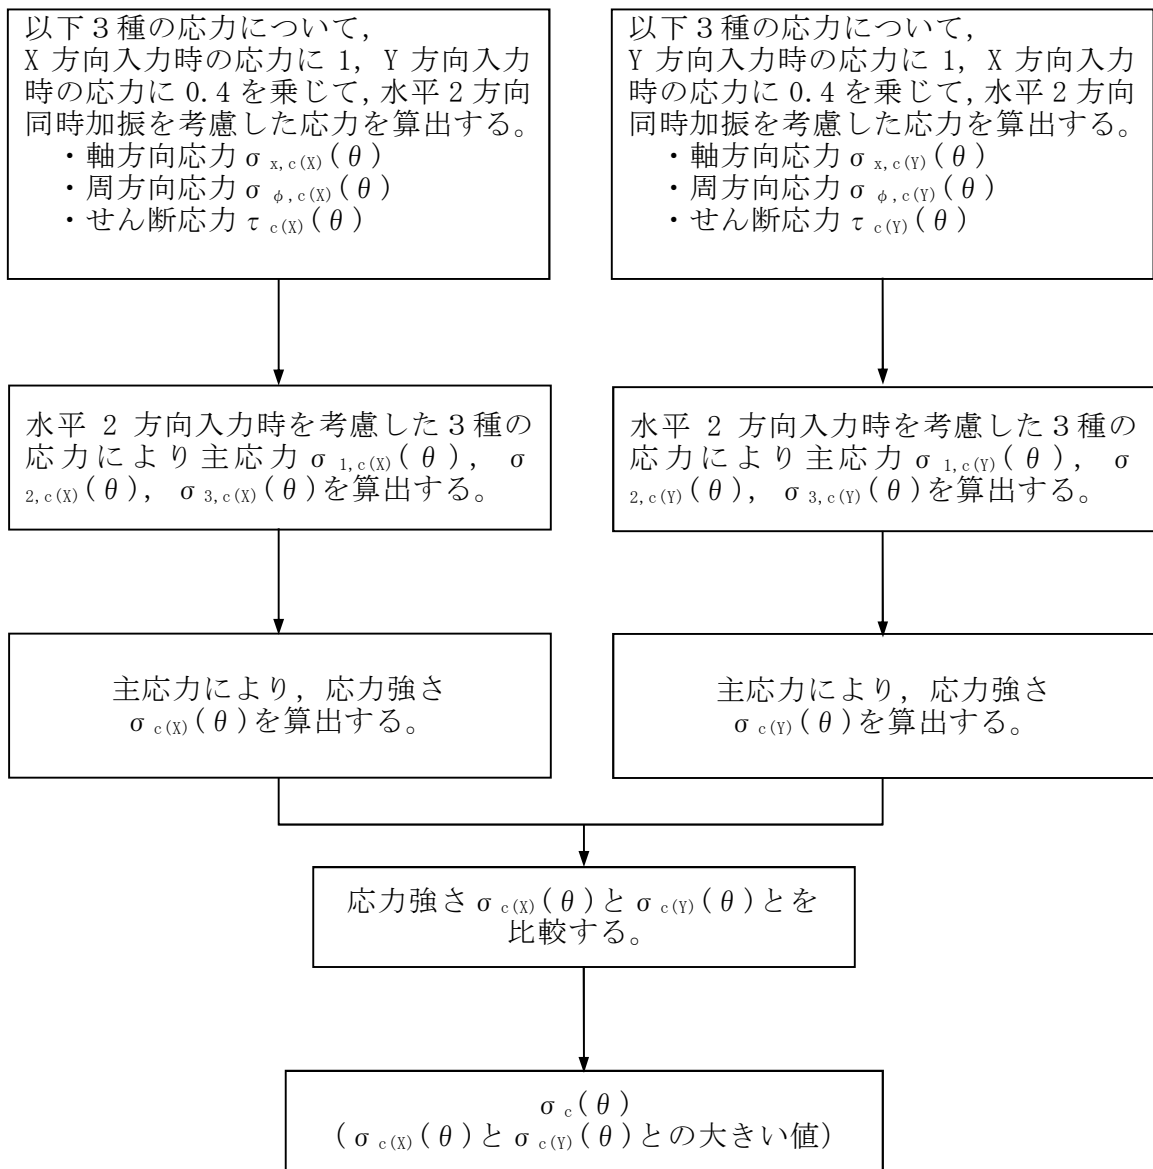 以下３種の応力について,
X 方向入力時の応力に 1, Y 方向入力
時の応力に 0.4 を乗じて,水平 2 方向
同時加振を考慮した応力を算出する。
・軸方向応力 σ x,c(X)(θ)
・周方向応力 σ φ,c(X)(θ)
・せん断応力 τ c(X)(θ)
以下３種の応力について,
Y 方向入力時の応力に 1, X 方向入力
時の応力に 0.4 を乗じて,水平 2 方向
同時加振を考慮した応力を算出する。
・軸方向応力 σ x,c(Y)(θ)
・周方向応力 σ φ,c(Y)(θ)
・せん断応力 τ c(Y)(θ)
水平 2 方向入力時を考慮した３種の
応力により主応力 σ 1,c(X)(θ), σ
2,c(X)(θ), σ 3,c(X)(θ)を算出する。
水平 2 方向入力時を考慮した３種の
応力により主応力 σ 1,c(Y)(θ), σ
2,c(Y)(θ), σ 3,c(Y)(θ)を算出する。
主応力により, 応力強さ
σ c(X)(θ)を算出する。
主応力により, 応力強さ
σ c(Y)(θ)を算出する。
応力強さ σ c(X)(θ)と σ c(Y)(θ)とを
比較する。
σ c(θ)
(σ c(X)(θ)と σ c(Y)(θ)との大きい値)